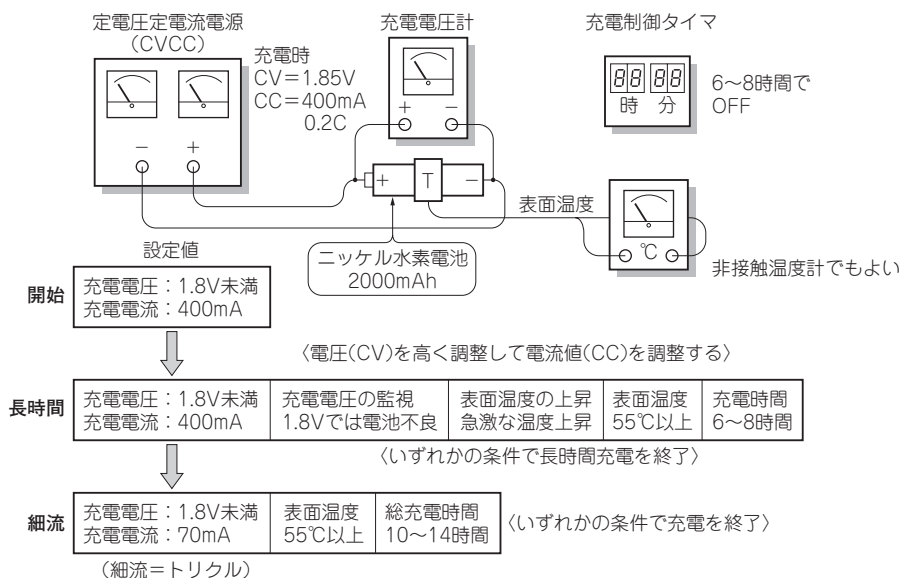 定電圧定電流電源
(CVCC)
充電時
CV=1.85V
CC=400mA
0.2C
− +
充電電圧計
+ −
充電制御タイマ
88 88
時 分
6〜8時間で
OFF
+ T −
表面温度
℃
非接触温度計でもよい
ニッケル水素電池
2000mAh
設定値
開始
充電電圧：1.8V未満
充電電流：400mA
〈電圧(CV)を高く調整して電流値(CC)を調整する〉
長時間
充電電圧：1.8V未満
充電電流：400mA
充電電圧の監視
1.8Vでは電池不良
表面温度の上昇
急激な温度上昇
表面温度
55℃以上
充電時間
6〜8時間
〈いずれかの条件で長時間充電を終了〉
細流
充電電圧：1.8V未満
充電電流：70mA
表面温度
55℃以上
総充電時間
10〜14時間
〈いずれかの条件で充電を終了〉
(細流=トリクル)